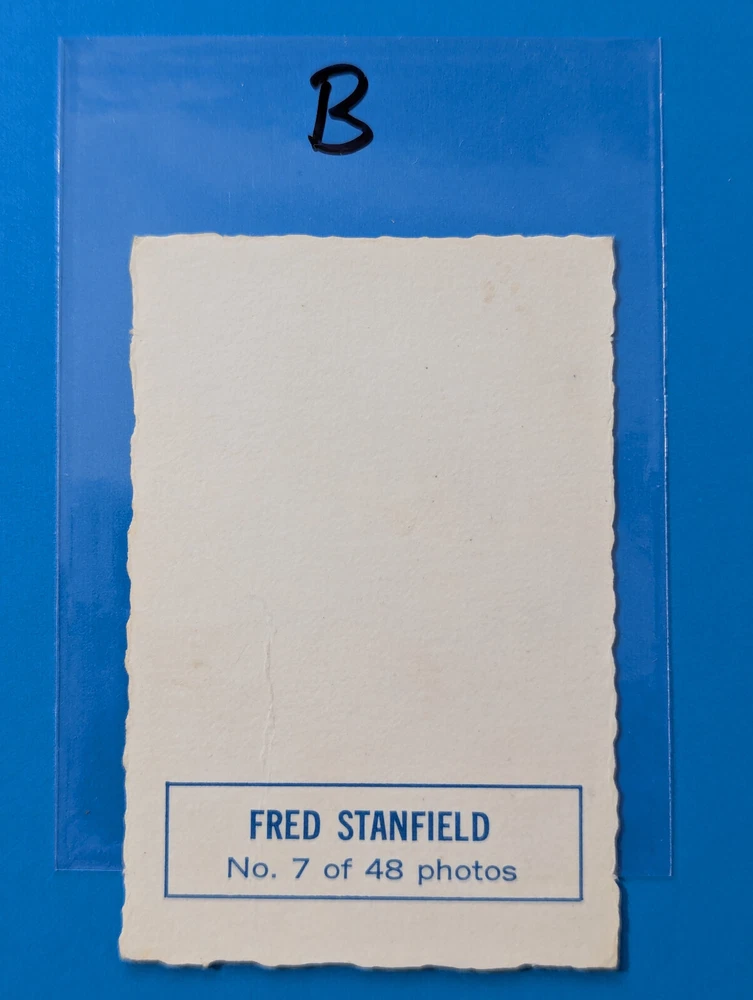 B
FRED STANFIELD
No. 7 of 48 photos